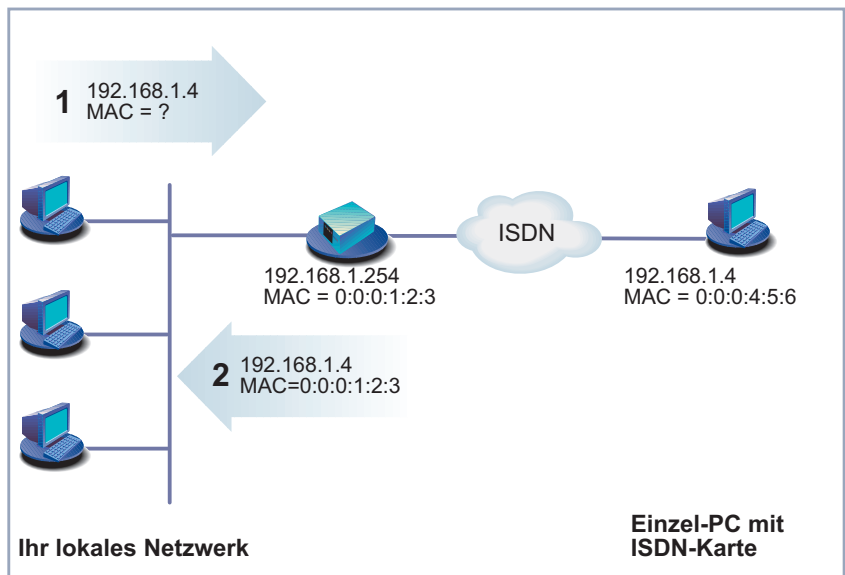 1 192.168.1.4
MAC = ?
ISDN
192.168.1.254
MAC = 0:0:0:1:2:3
192.168.1.4
MAC = 0:0:0:4:5:6
2 192.168.1.4
MAC=0:0:0:1:2:3
Ihr lokales Netzwerk
Einzel-PC mit
ISDN-Karte